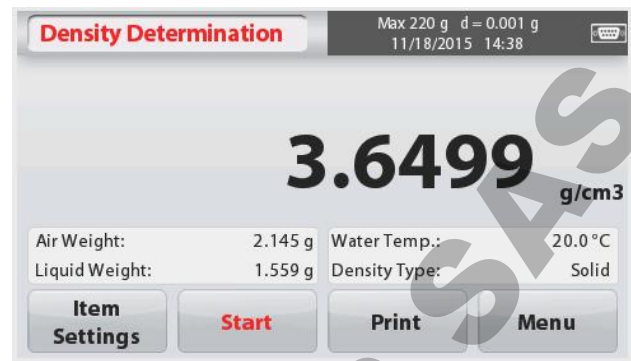 Density Determination
Max 220 g d = 0.001 g
11/18/2015 14:38
3.6499 g/cm3
Air Weight: 2.145 g Water Temp.: 20.0 °C
Liquid Weight: 1.559 g Density Type: Solid
Item Settings
Start
Print
Menu
SAS